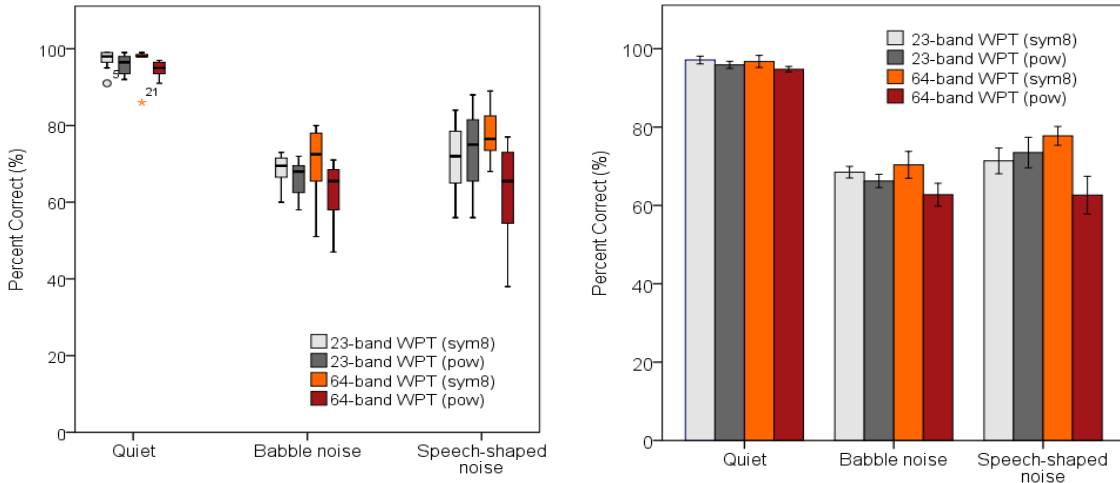 100
80
60
40
20
0
Percent Correct (%)
5
21
23-band WPT (sym8)
23-band WPT (pow)
64-band WPT (sym8)
64-band WPT (pow)
Quiet
Babble noise
Speech-shaped
noise
100
80
60
40
20
0
Percent Correct (%)
23-band WPT (sym8)
23-band WPT (pow)
64-band WPT (sym8)
64-band WPT (pow)
Quiet
Babble noise
Speech-shaped
noise